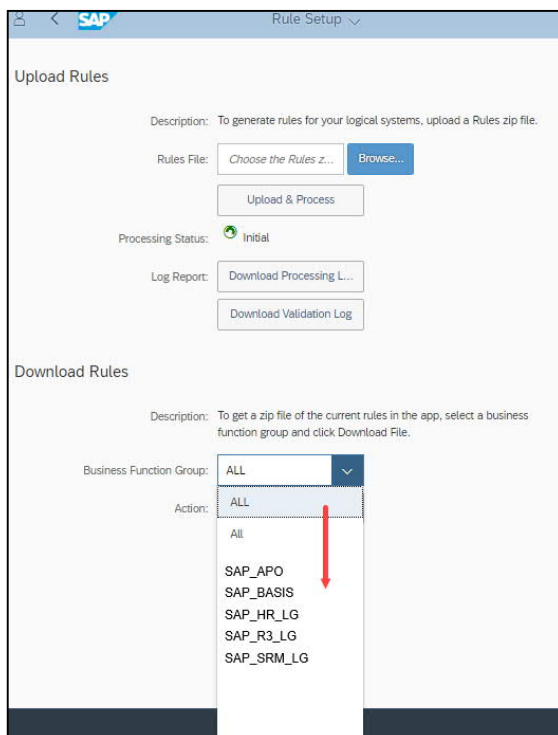 SAP Rule Setup
Upload Rules
Description: To generate rules for your logical systems, upload a Rules zip file.
Rules File: Choose the Rules z... Browse...
Upload & Process
Processing Status: Initial
Log Report: Download Processing L...
Download Validation Log
Download Rules
Description: To get a zip file of the current rules in the app, select a business
function group and click Download File.
Business Function Group: ALL
Action: ALL
All
SAP_APO
SAP_BASIS
SAP_HR_LG
SAP_R3_LG
SAP_SRM_LG